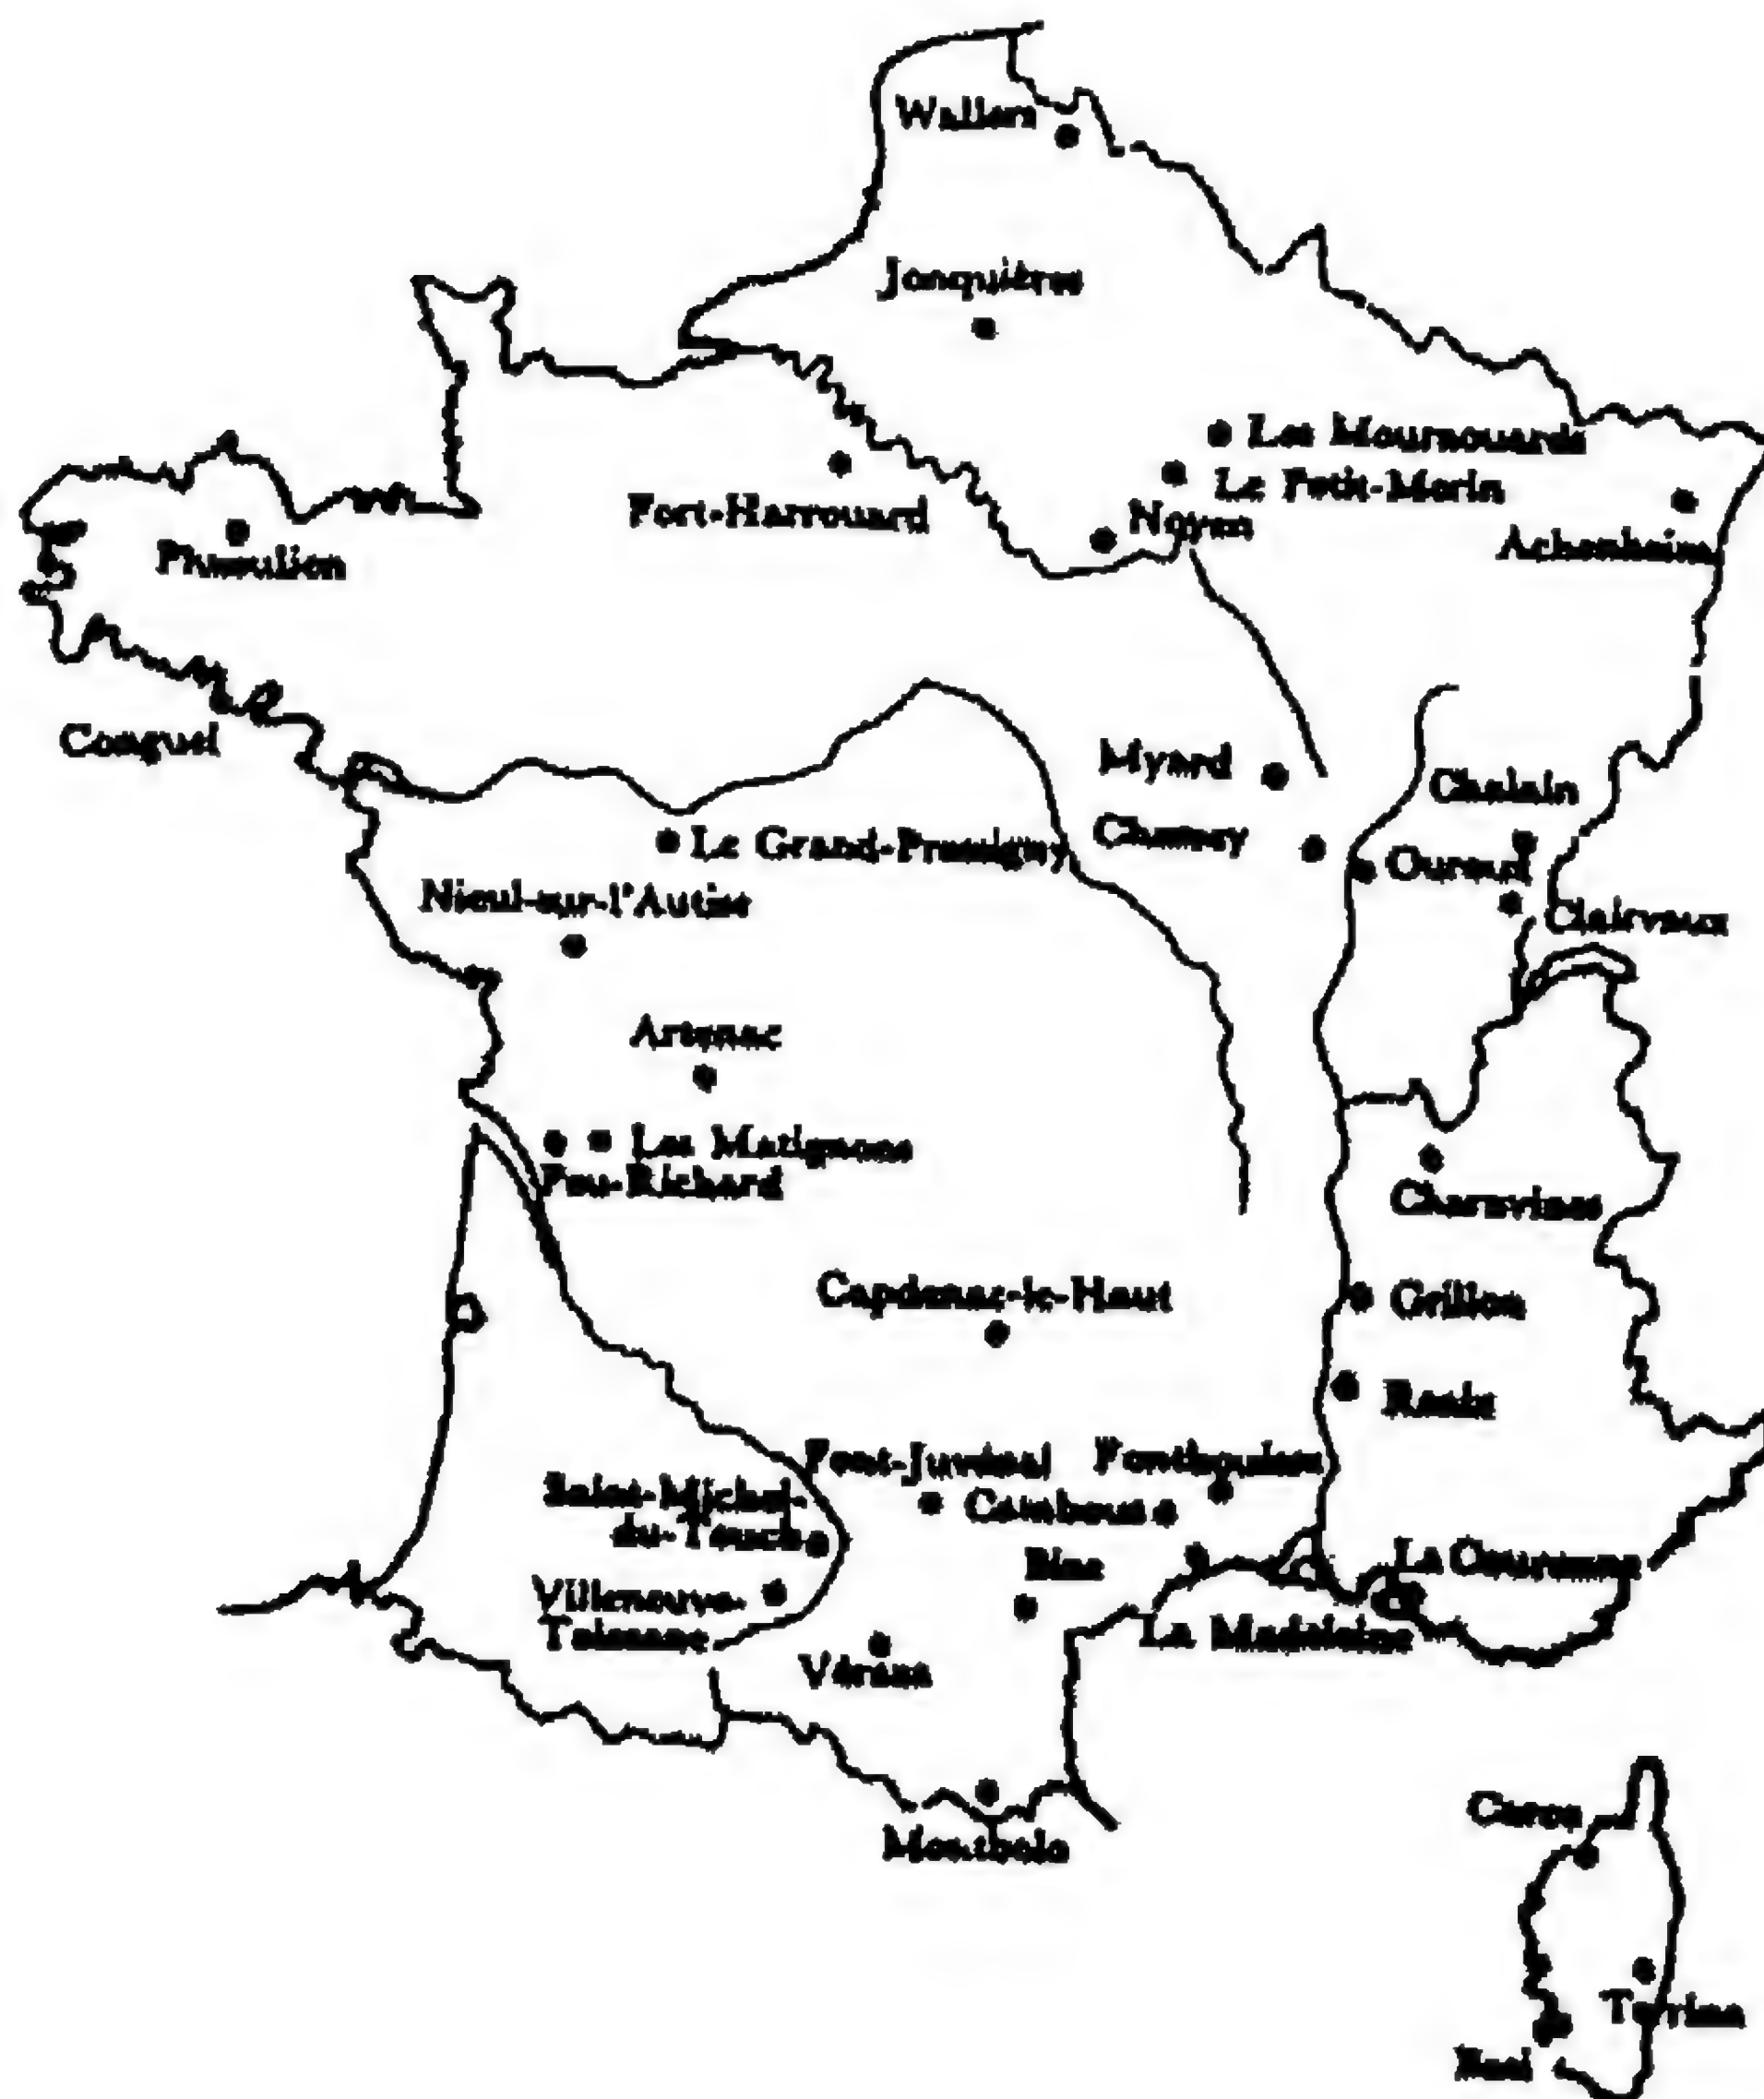 Wallers
Jonquières
Les Mournouards
Le Petit-Morin
Fort-Harrouard
Noyen
Achenheim
Plussulien
Conguel
Myard
Chalain
Chassey
Le Grand-Pressigny
Ouroux
Nieul-sur-l'Autise
Clairvaux
Artenac
Les Matignons
Peu-Richard
Charavines
Capdenac-le-Haut
Grillon
Font-Juvénal Fontbouisse
Saint-Michel-
du-Touch
Cambous
Bize
La Couronne
Villeneuve-
Tolosane
La Madeleine
Véraza
Montbolo
Curacu
Terrina